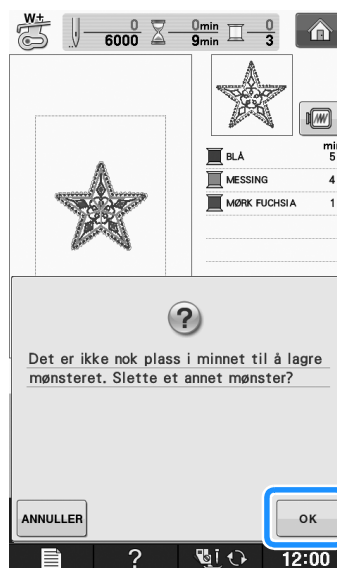 W+
0 0min 0
6000 9min 3
min
BLÅ 5
MESSING 4
MØRK FUCHSIA 1
?
Det er ikke nok plass i minnet til å lagre
mønsteret. Slette et annet mønster?
ANNULLER OK
? 12:00